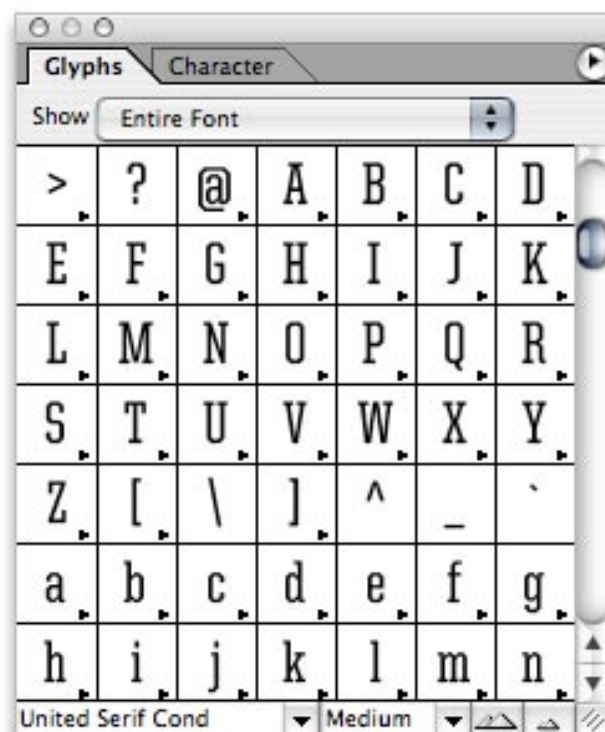 Glyphs Character
Show Entire Font
> ? @ A B C D
E F G H I J K
L M N O P Q R
S T U V W X Y
Z [ \ ] ^ _ `
a b c d e f g
h i j k l m n
United Serif Cond Medium